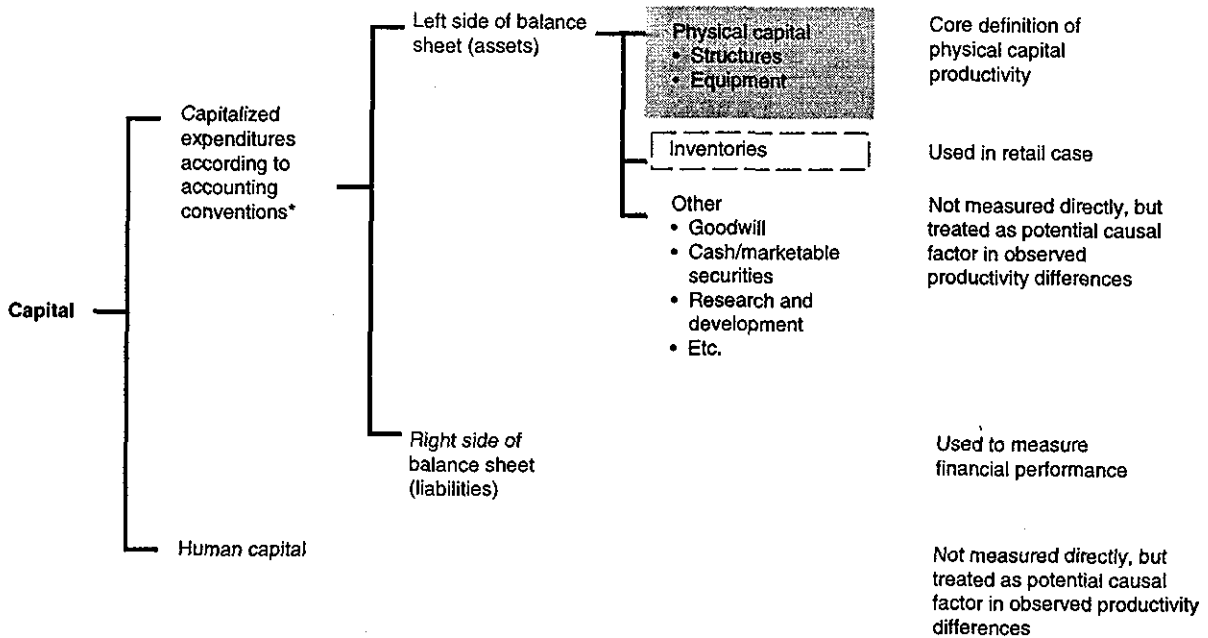 Left side of balance
sheet (assets)
Physical capital
• Structures
• Equipment
Core definition of
physical capital
productivity
Capitalized
expenditures
according to
accounting
conventions*
Inventories
Used in retail case
Other
• Goodwill
• Cash/marketable
securities
• Research and
development
• Etc.
Not measured directly, but
treated as potential causal
factor in observed
productivity differences
Capital
Right side of
balance sheet
(liabilities)
Used to measure
financial performance
Human capital
Not measured directly, but
treated as potential causal
factor in observed productivity
differences